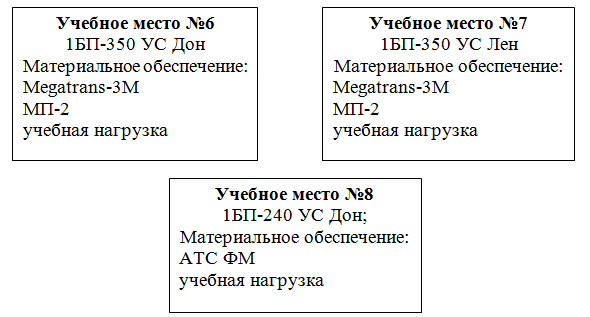 Учебное место №6
1БП-350 УС Дон
Материальное обеспечение:
Megatrans-3М
МП-2
учебная нагрузка
Учебное место №7
1БП-350 УС Лен
Материальное обеспечение:
Megatrans-3М
МП-2
учебная нагрузка
Учебное место №8
1БП-240 УС Дон;
Материальное обеспечение:
АТС ФМ
учебная нагрузка